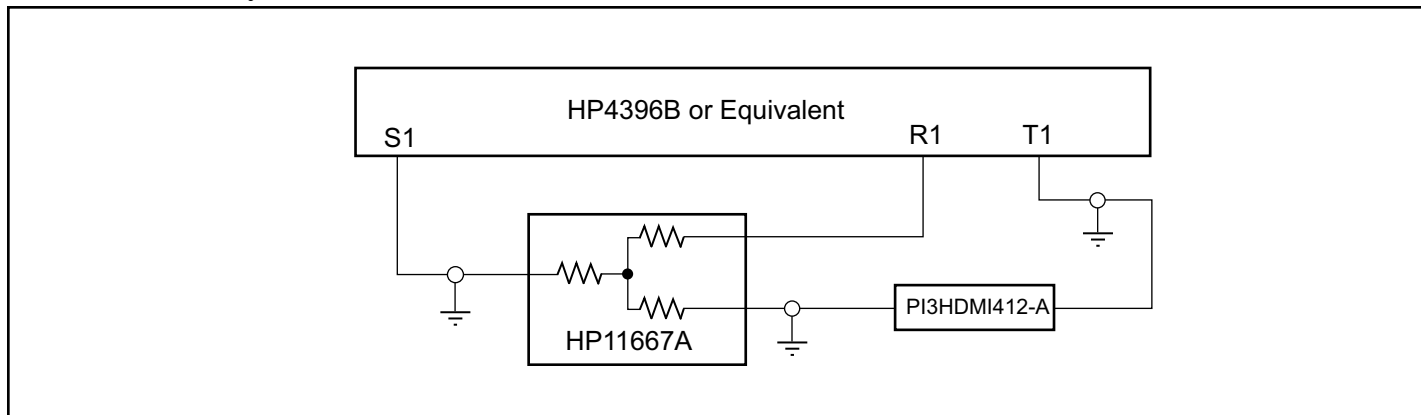 HP4396B or Equivalent
S1
R1
T1
PI3HDMI412-A
HP11667A